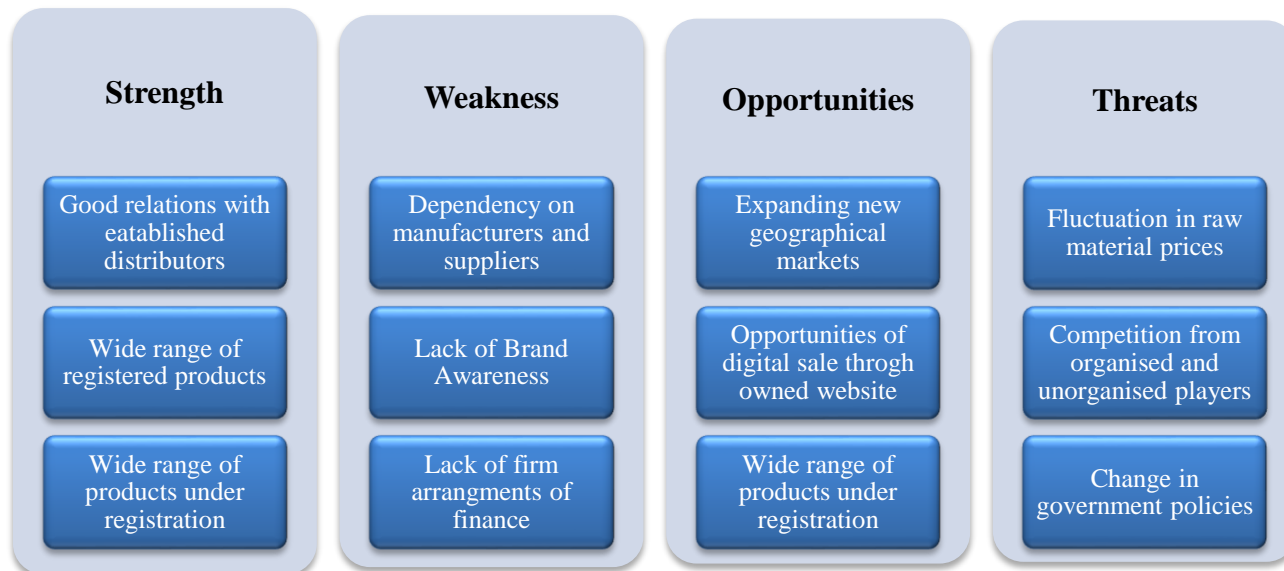 Strength
Good relations with
eatablished
distributors
Wide range of
registered products
Wide range of
products under
registration
Weakness
Dependency on
manufacturers and
suppliers
Lack of Brand
Awareness
Lack of firm
arrangments of
finance
Opportunities
Expanding new
geographical
markets
Opportunities of
digital sale throgh
owned website
Wide range of
products under
registration
Threats
Fluctuation in raw
material prices
Competition from
organised and
unorganised players
Change in
government policies